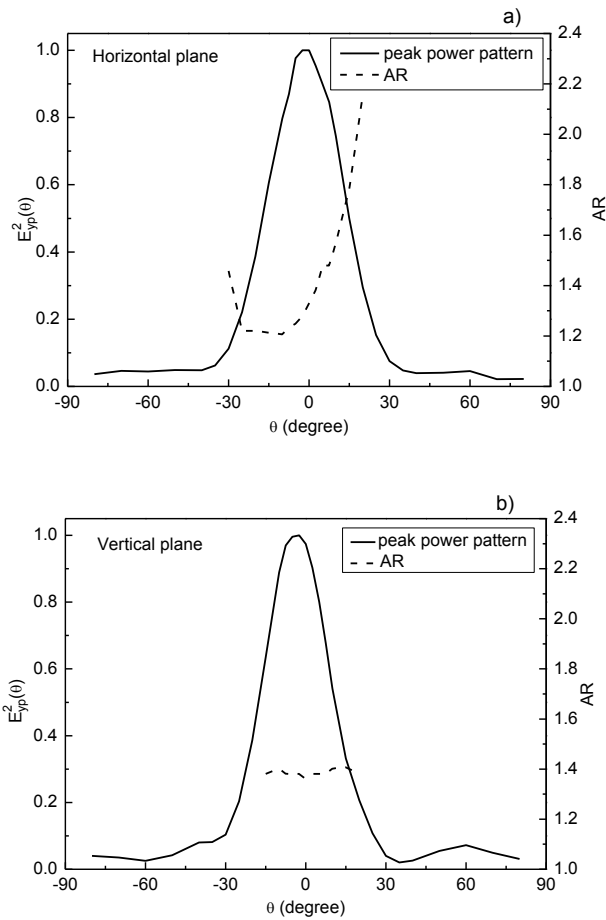 a)
Horizontal plane
peak power pattern
AR
1.0
0.8
0.6
0.4
0.2
0.0
E²yp(θ)
2.4
2.2
2.0
1.8
1.6
1.4
1.2
1.0
AR
-90 -60 -30 0 30 60 90
θ (degree)
b)
Vertical plane
peak power pattern
AR
1.0
0.8
0.6
0.4
0.2
0.0
E²yp(θ)
2.4
2.2
2.0
1.8
1.6
1.4
1.2
1.0
AR
-90 -60 -30 0 30 60 90
θ (degree)